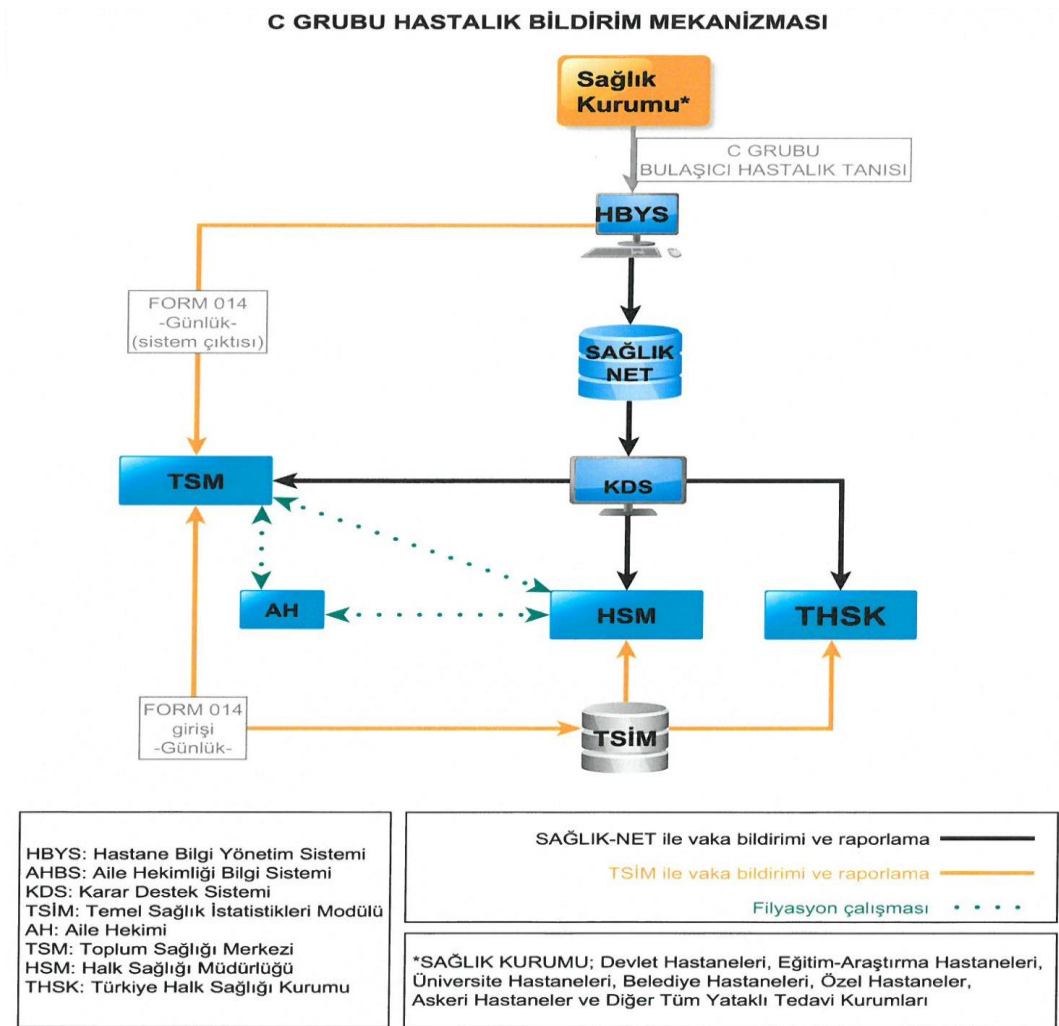 C GRUBU HASTALIK BİLDİRİM MEKANİZMASI
Sağlık
Kurumu*
C GRUBU
BULAŞICI HASTALIK TANISI
HBYS
FORM 014
-Günlük-
(sistem çıktısı)
SAĞLIK
NET
TSM
KDS
AH
HSM
THSK
FORM 014
girişi
-Günlük-
TSİM
HBYS: Hastane Bilgi Yönetim Sistemi
AHBS: Aile Hekimliği Bilgi Sistemi
KDS: Karar Destek Sistemi
TSİM: Temel Sağlık İstatistikleri Modülü
AH: Aile Hekimi
TSM: Toplum Sağlığı Merkezi
HSM: Halk Sağlığı Müdürlüğü
THSK: Türkiye Halk Sağlığı Kurumu
SAĞLIK-NET ile vaka bildirimi ve raporlama
TSİM ile vaka bildirimi ve raporlama
Filyasyon çalışması
*SAĞLIK KURUMU; Devlet Hastaneleri, Eğitim-Araştırma Hastaneleri,
Üniversite Hastaneleri, Belediye Hastaneleri, Özel Hastaneler,
Askeri Hastaneler ve Diğer Tüm Yataklı Tedavi Kurumları